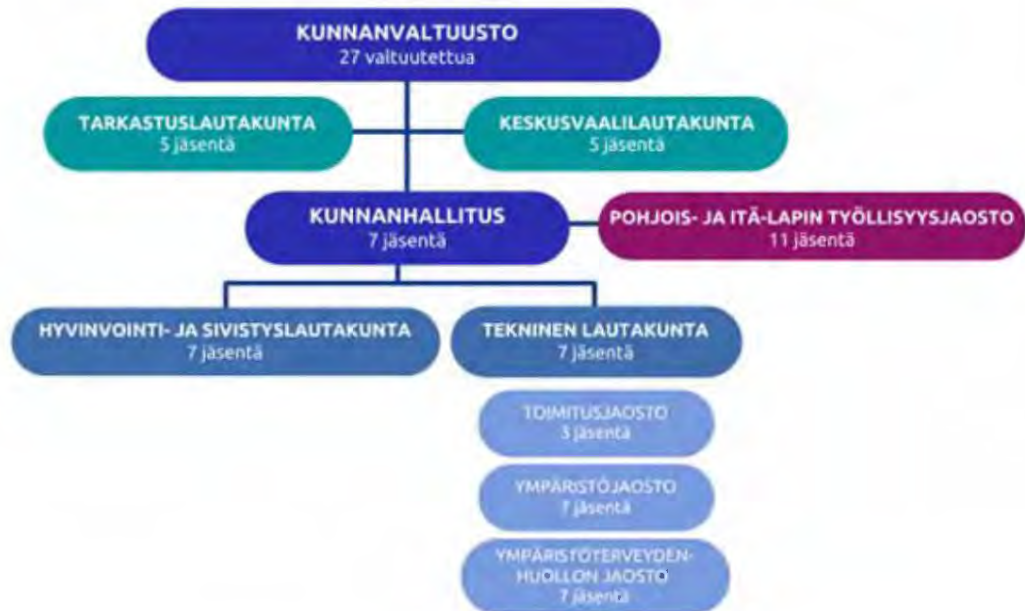 KUNNANVALTUUSTO
27 valtuutettua
TARKASTUSLAUTAKUNTA
5 jäsentä
KESKUSVAALILAUTAKUNTA
5 jäsentä
KUNNANHALLITUS
7 jäsentä
POHJOIS- JA ITÄ-LAPIN TYÖLLISYYSJAOSTO
11 jäsentä
HYVINVOINTI- JA SIVISTYSLAUTAKUNTA
7 jäsentä
TEKNINEN LAUTAKUNTA
7 jäsentä
TOIMITUSJAOSTO
3 jäsentä
YMPÄRISTÖJAOSTO
7 jäsentä
YMPÄRISTÖTERVEYDEN-
HUOLLON JAOSTO
7 jäsentä